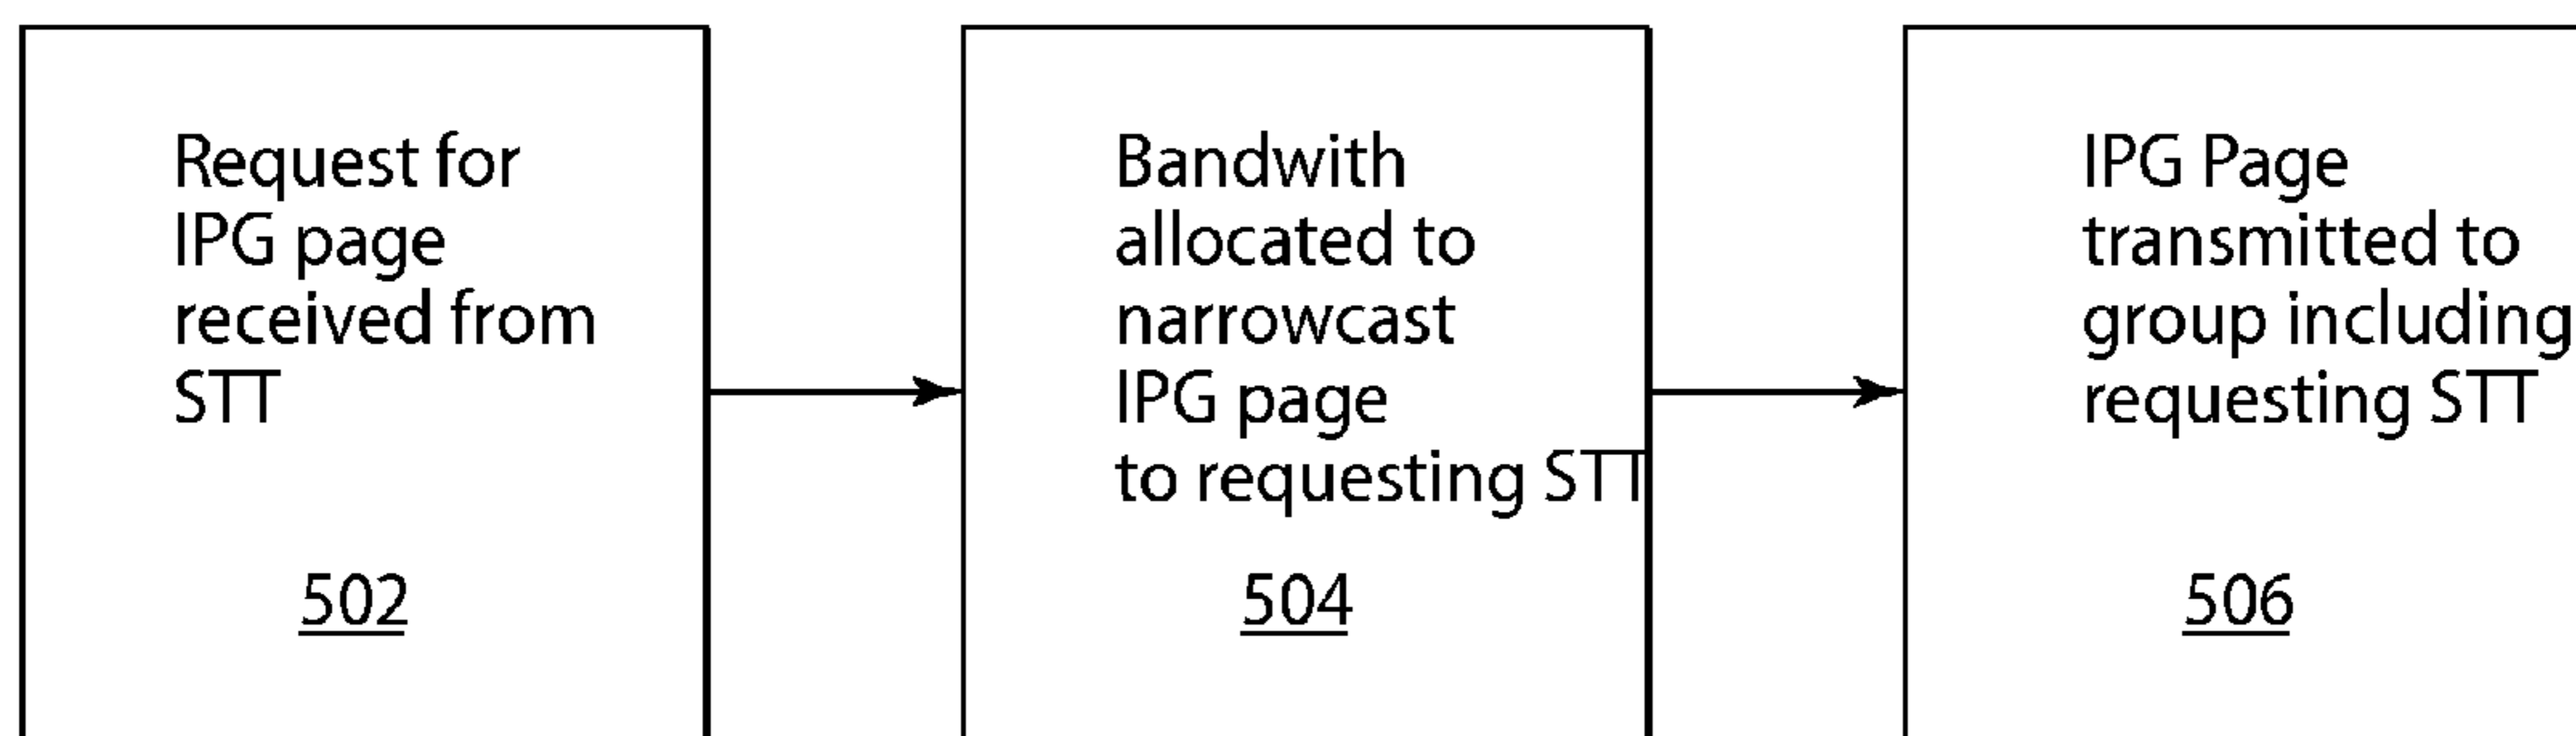 Request for
IPG page
received from
STT
502
Bandwith
allocated to
narrowcast
IPG page
to requesting STT
504
IPG Page
transmitted to
group including
requesting STT
506